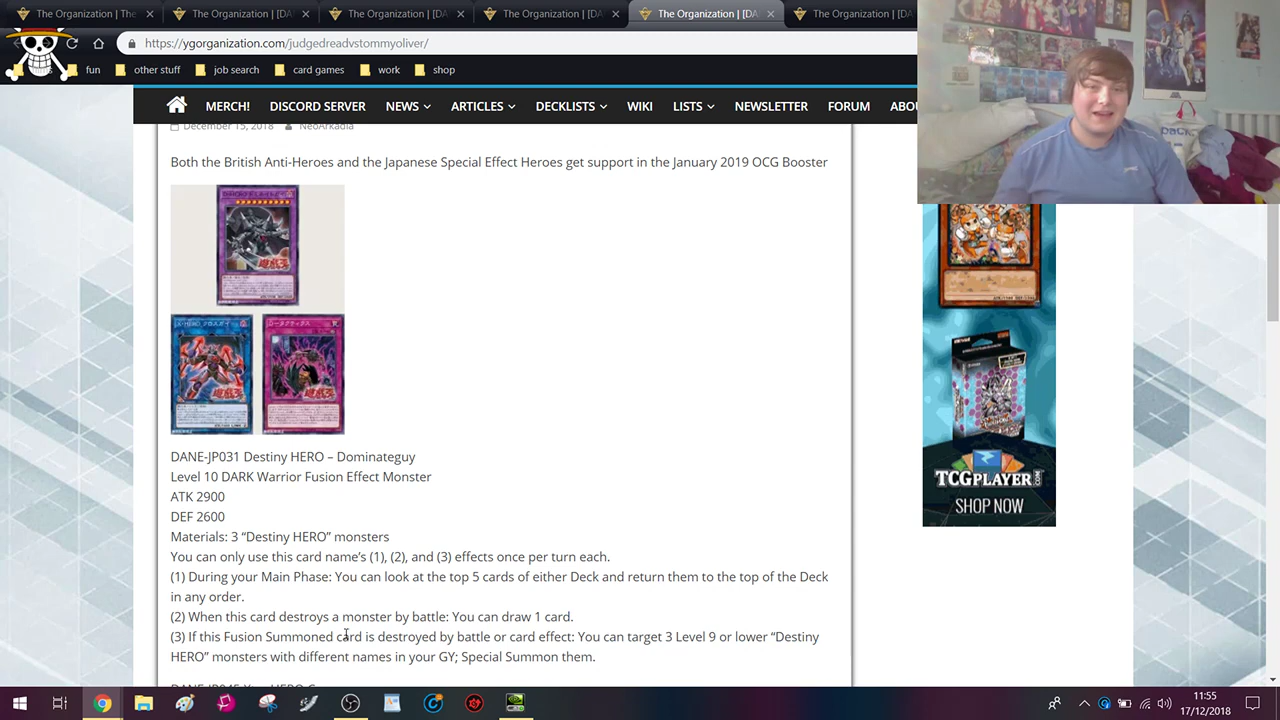 The Organization | The
The Organization | [DA
The Organization | [DA
The Organization | [DA
The Organization | [DA
The Organization | [DA
https://ygorganization.com/judgedreadvstommyoliver/
fun
other stuff
job search
card games
work
shop
MERCH!
DISCORD SERVER
NEWS
ARTICLES
DECKLISTS
WIKI
LISTS
NEWSLETTER
FORUM
ABOU
December 15, 2018
NeoArkadia
Both the British Anti-Heroes and the Japanese Special Effect Heroes get support in the January 2019 OCG Booster
DANE-JP031 Destiny HERO – Dominateguy
Level 10 DARK Warrior Fusion Effect Monster
ATK 2900
DEF 2600
Materials: 3 “Destiny HERO” monsters
You can only use this card name’s (1), (2), and (3) effects once per turn each.
(1) During your Main Phase: You can look at the top 5 cards of either Deck and return them to the top of the Deck
in any order.
(2) When this card destroys a monster by battle: You can draw 1 card.
(3) If this Fusion Summoned card is destroyed by battle or card effect: You can target 3 Level 9 or lower “Destiny
HERO” monsters with different names in your GY; Special Summon them.
TCGPLAYER.COM
SHOP NOW
11:55
17/12/2018